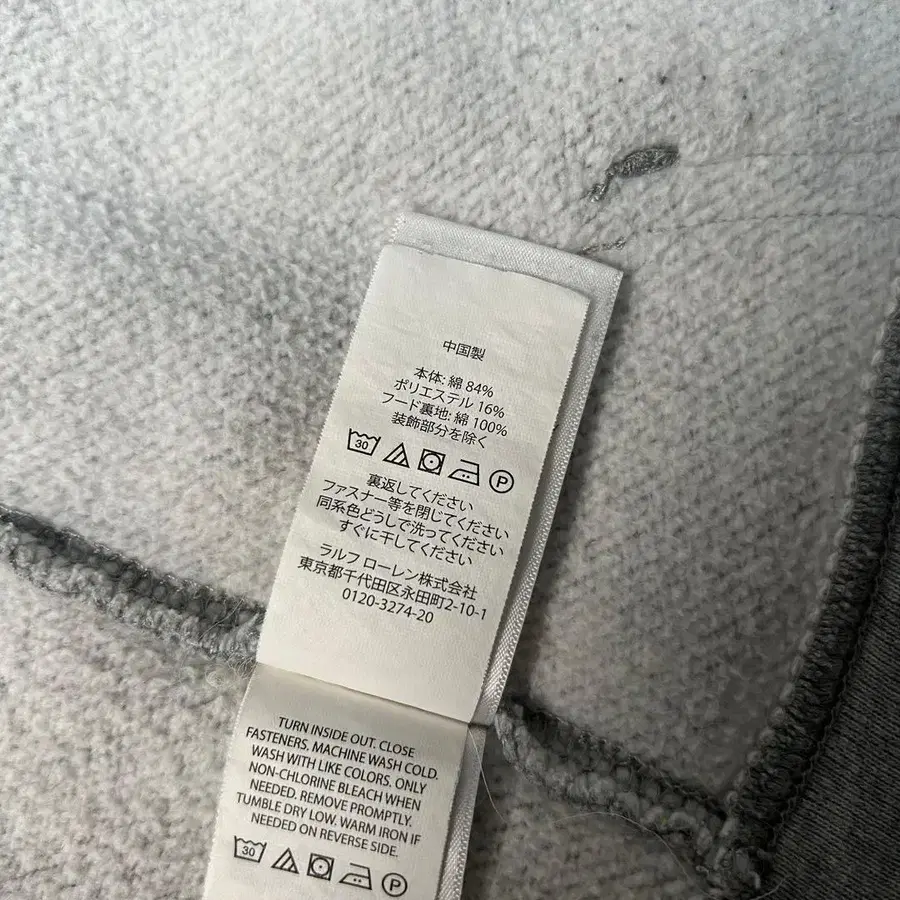 中国製
本体: 綿 84%
ポリエステル 16%
フード裏地: 綿 100%
装飾部分を除く
30 P
裏返してください
ファスナー等を閉じてください
同系色どうしで洗ってください
すぐに干してください
ラルフ ローレン株式会社
東京都千代田区永田町2-10-1
0120-3274-20
TURN INSIDE OUT. CLOSE
FASTENERS. MACHINE WASH COLD.
WASH WITH LIKE COLORS. ONLY
NON-CHLORINE BLEACH WHEN
NEEDED. REMOVE PROMPTLY.
TUMBLE DRY LOW. WARM IRON IF
NEEDED ON REVERSE SIDE.
30 P